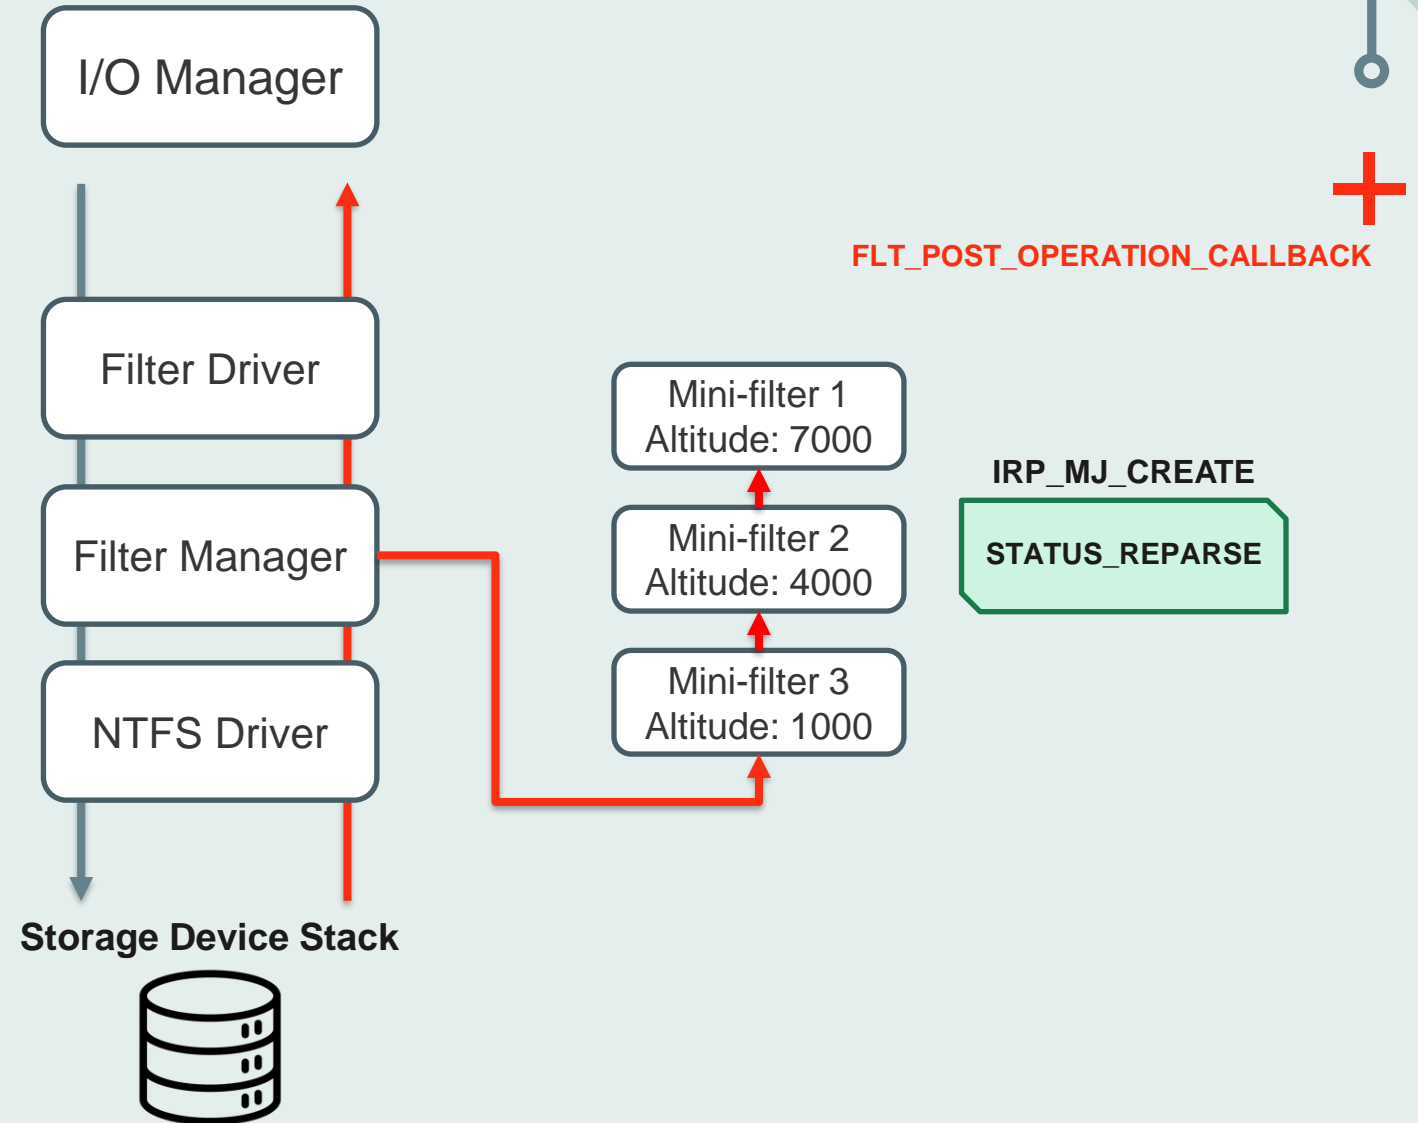 I/O Manager
FLT_POST_OPERATION_CALLBACK
Filter Driver
Mini-filter 1
Altitude: 7000
IRP_MJ_CREATE
Filter Manager
Mini-filter 2
Altitude: 4000
STATUS_REPARSE
Mini-filter 3
Altitude: 1000
NTFS Driver
Storage Device Stack